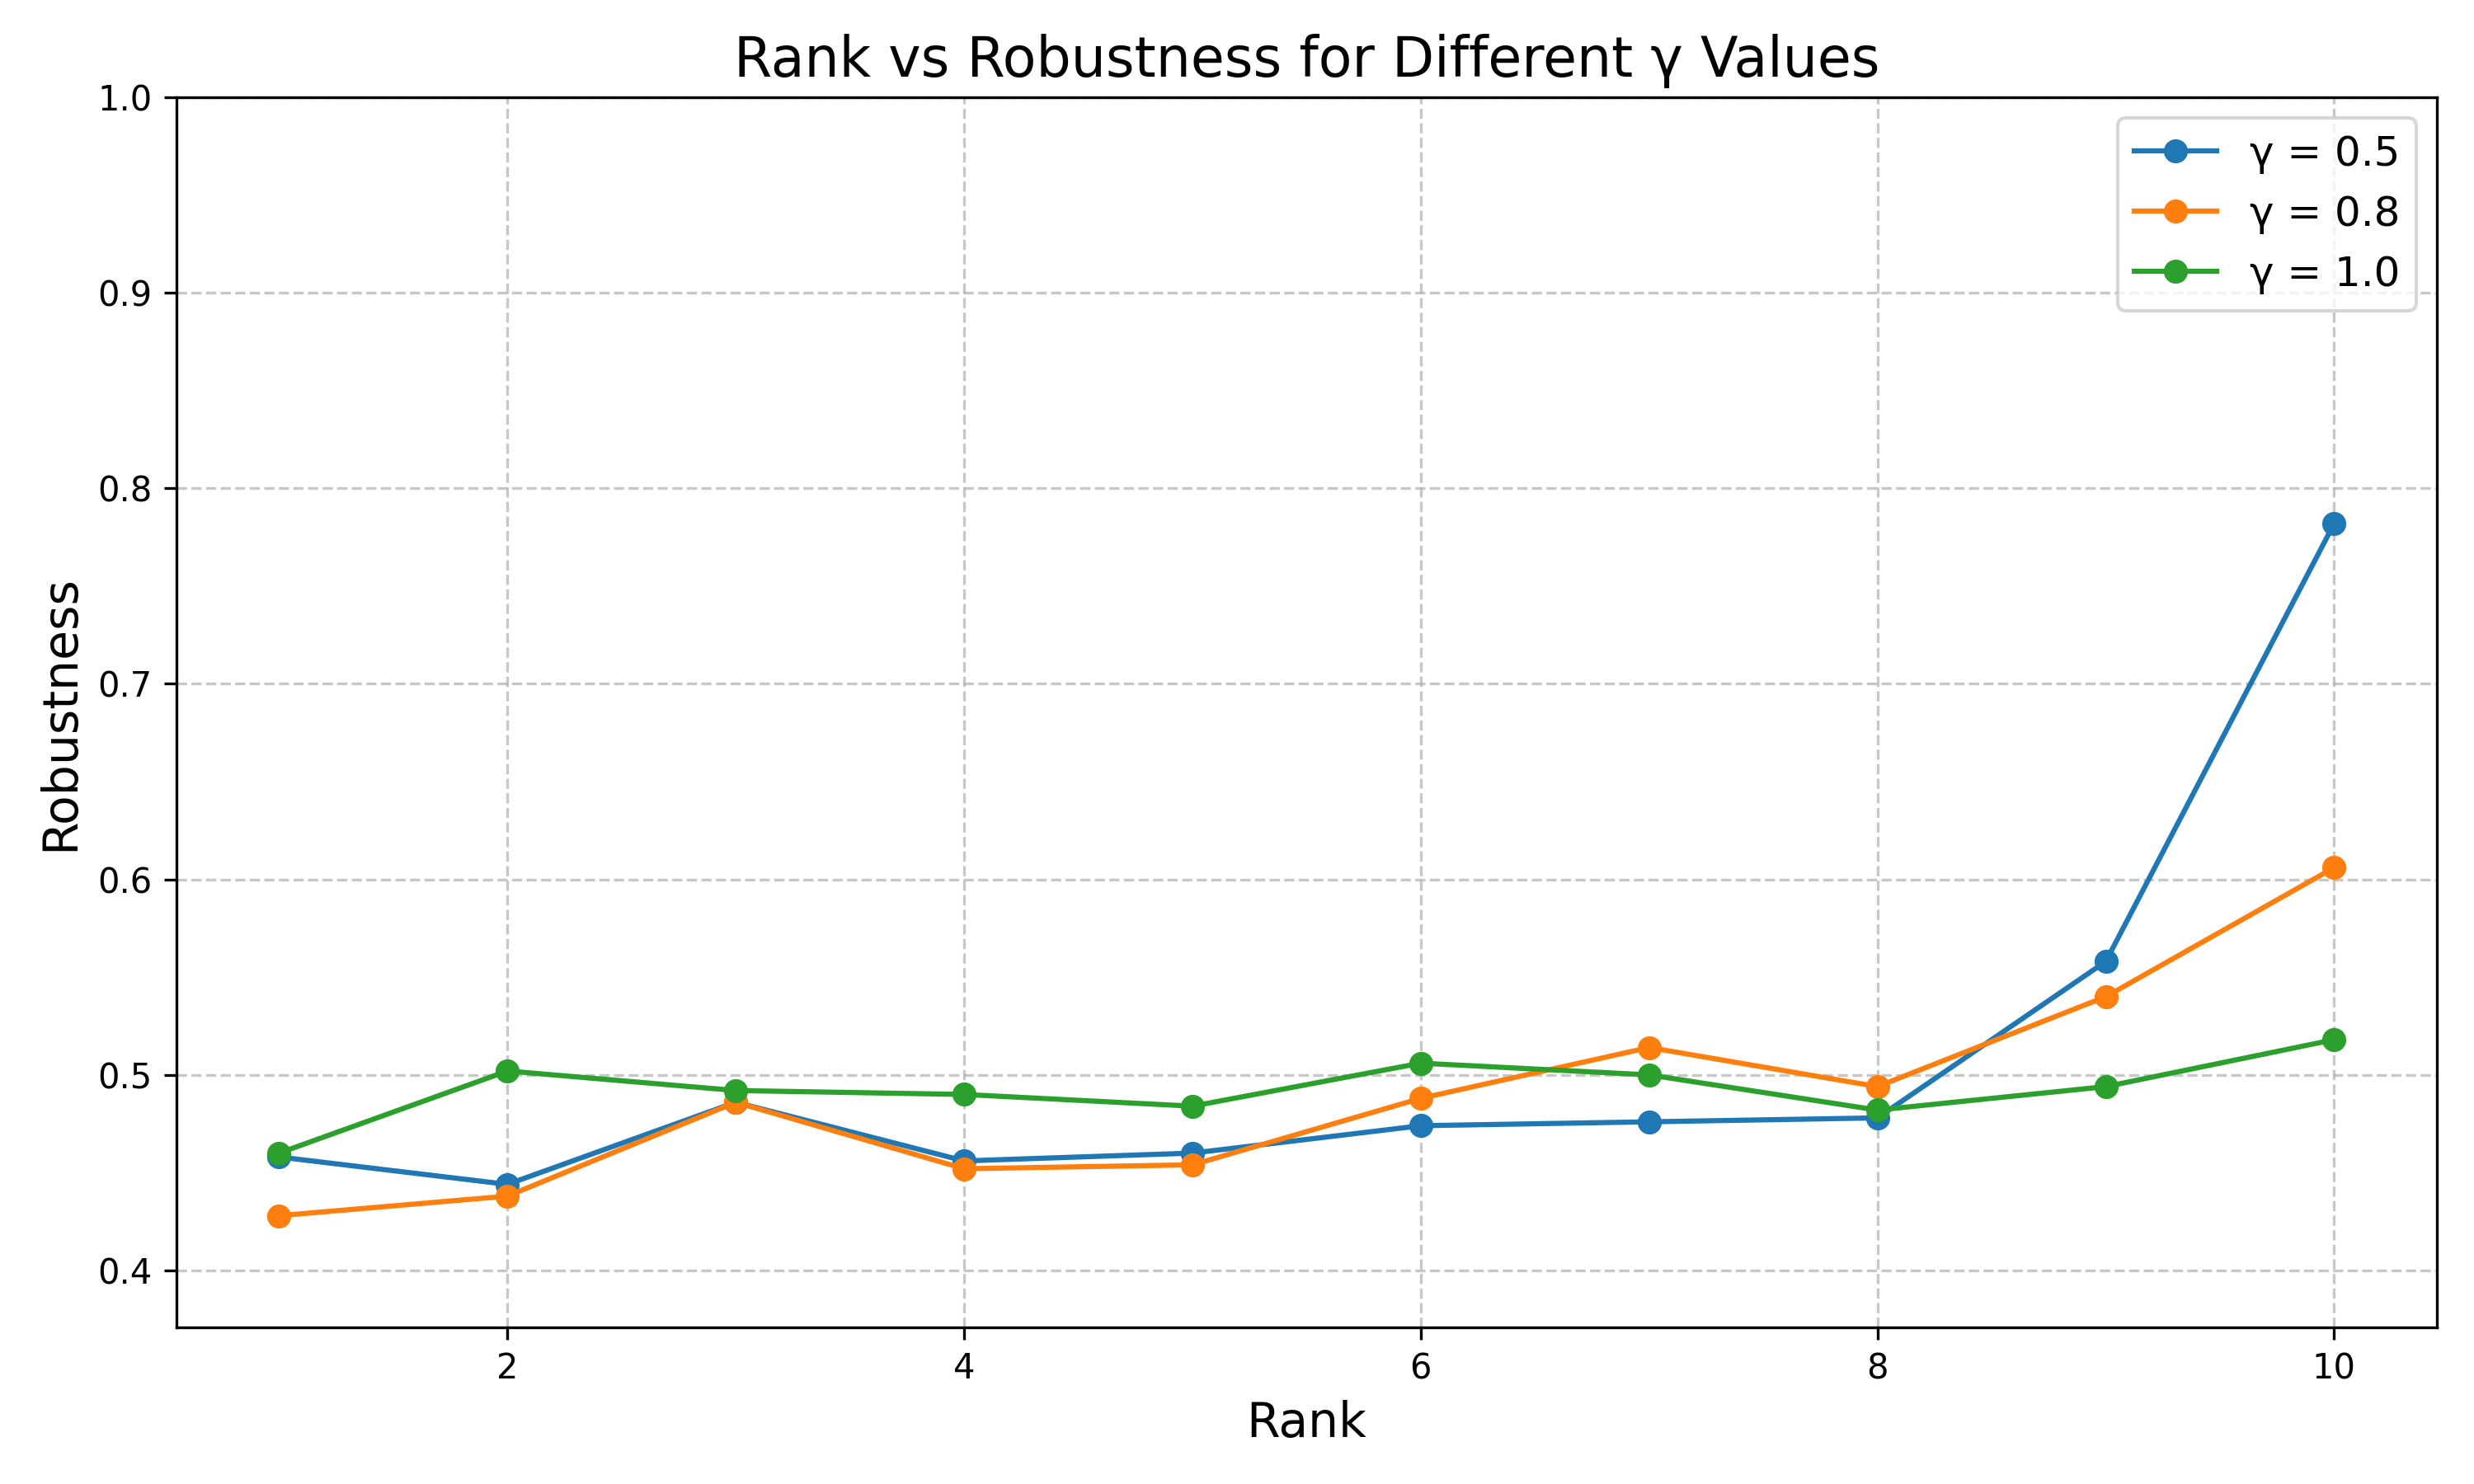 Rank vs Robustness for Different γ Values
1.0
0.9
0.8
0.7
0.6
0.5
0.4
Robustness
γ = 0.5
γ = 0.8
γ = 1.0
2 4 6 8 10
Rank